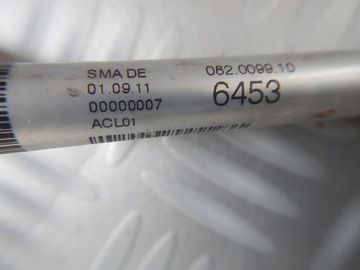 SMA DE 082.0099.10
01.09.11 6453
00000007
ACL01